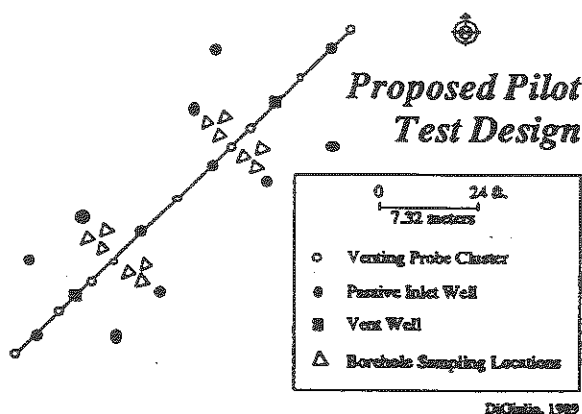 Proposed Pilot
Test Design
0 24 ft.
7.32 meters
Venting Probe Cluster
Passive Inlet Well
Vent Well
Borehole Sampling Locations
DiGiulio, 1989